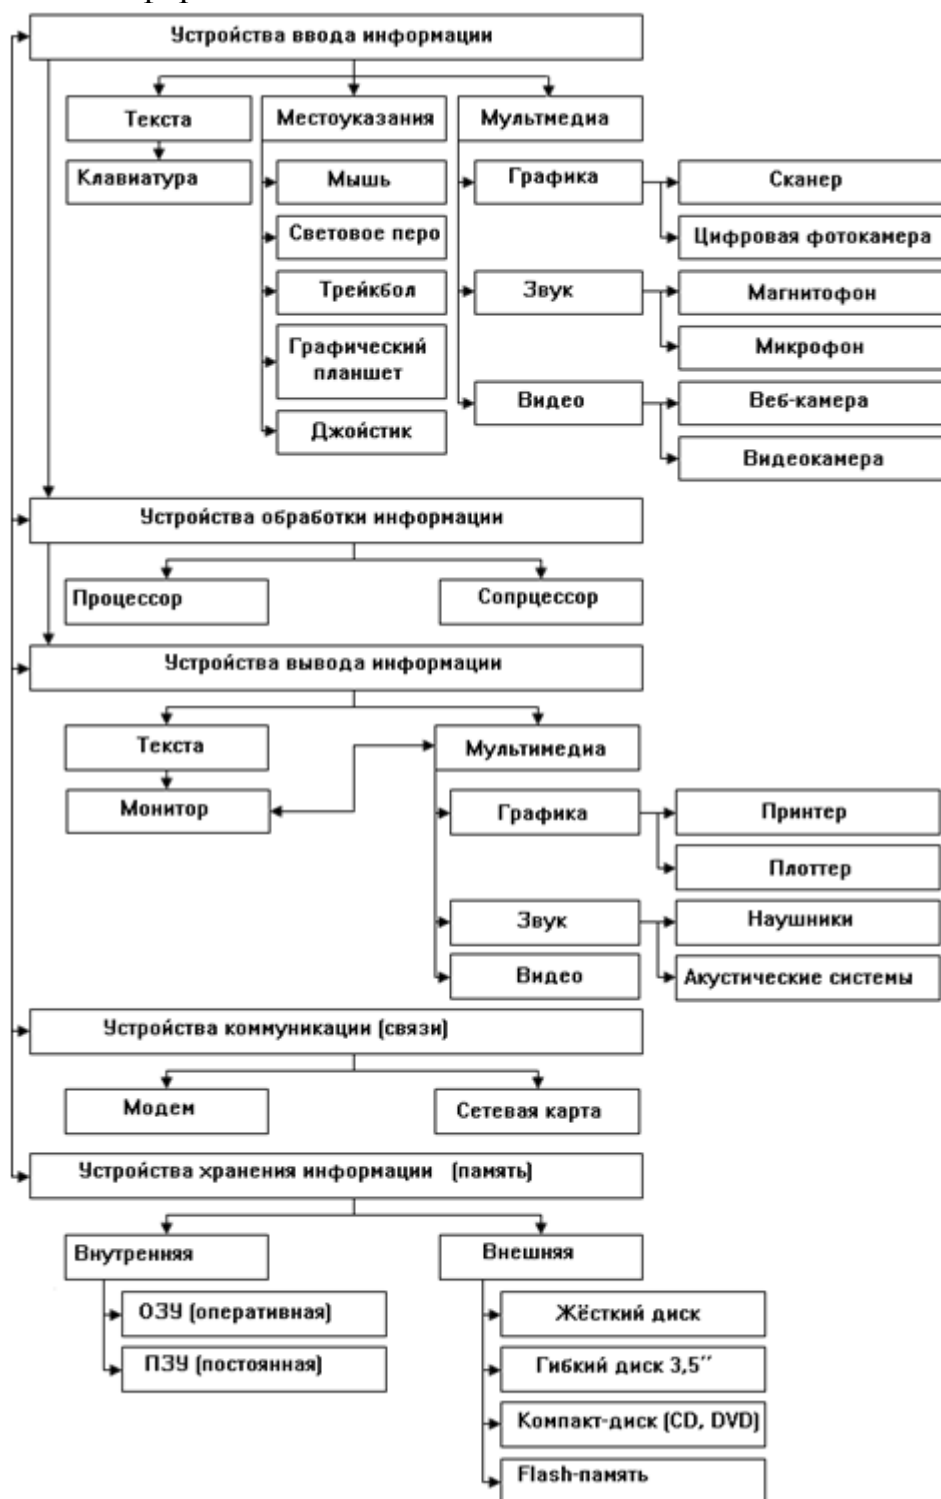 Устройства ввода информации
Текста
Местоуказания
Мультмедиа
Клавиатура
Мышь
Графика
Сканер
Световое перо
Цифровая фотокамера
Трейкбол
Звук
Магнитофон
Графический
планшет
Микрофон
Видео
Веб-камера
Джойстик
Видеокамера
Устройства обработки информации
Процессор
Сопрцессор
Устройства вывода информации
Текста
Мультимедиа
Монитор
Графика
Принтер
Плоттер
Звук
Наушники
Видео
Акустические системы
Устройства коммуникации (связи)
Модем
Сетевая карта
Устройства хранения информации (память)
Внутренняя
Внешняя
ОЗУ (оперативная)
Жёсткий диск
ПЗУ (постоянная)
Гибкий диск 3,5″
Компакт-диск (CD, DVD)
Flash-память